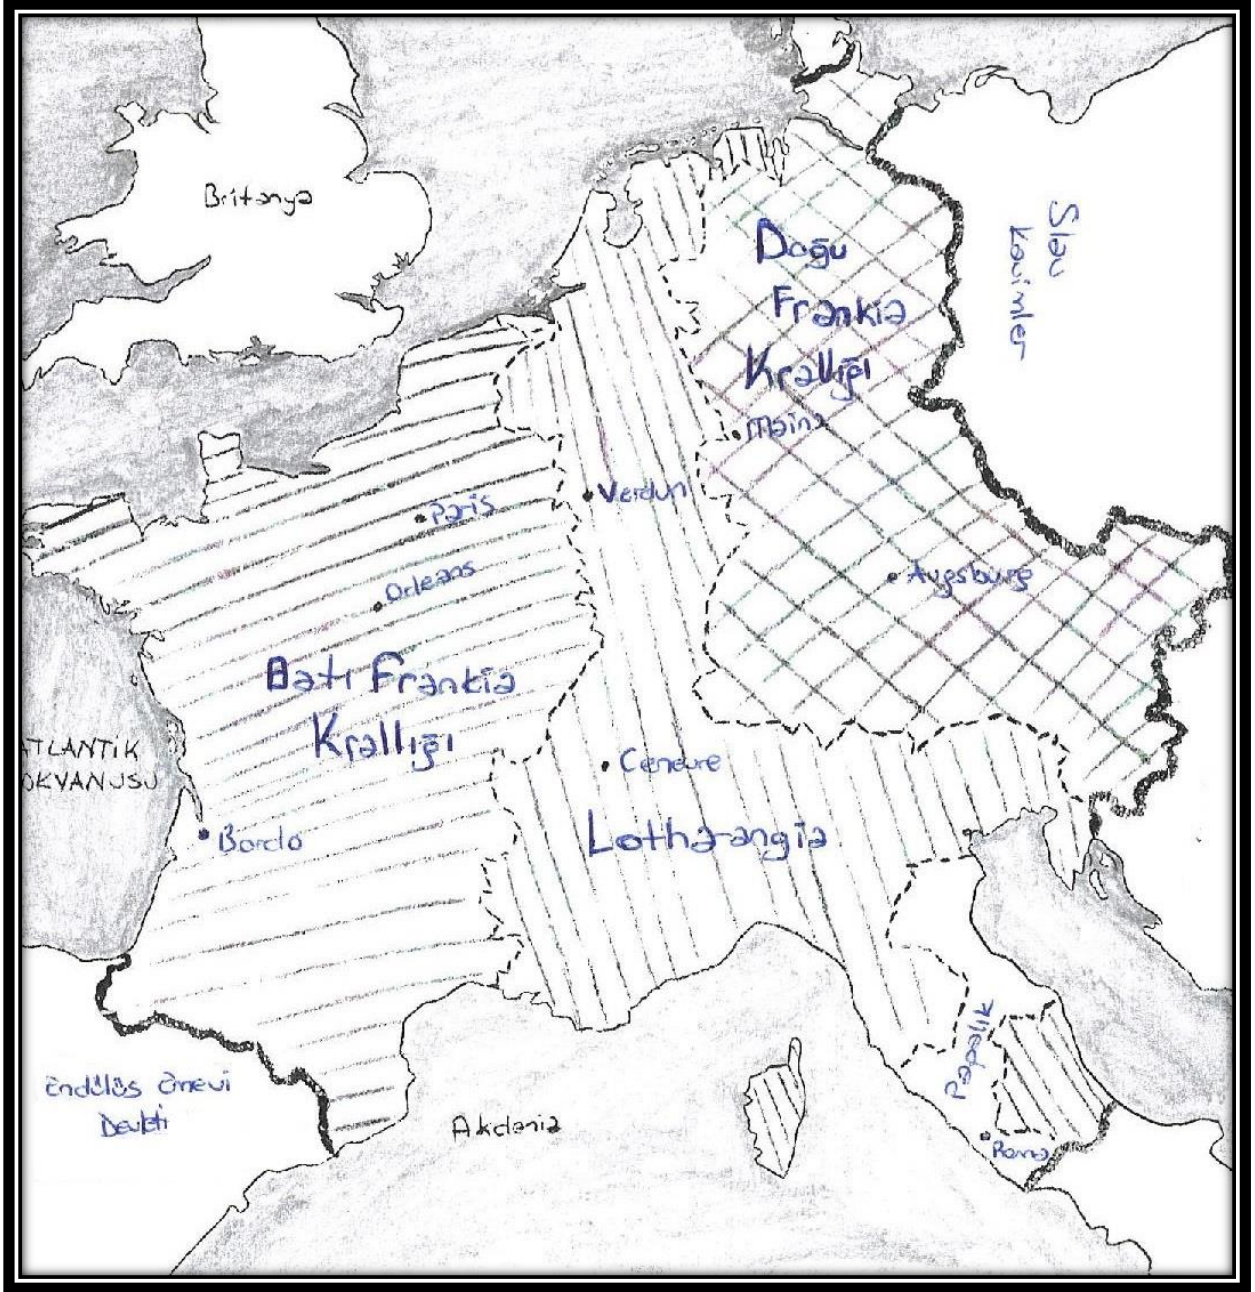 Britanya
Slav
Kavimler
Doğu
Frankia
Krallığı
Mainz
Verdun
Paris
Augsburg
Orleans
Batı Frankia
Krallığı
ATLANTİK
OKVANUSU
Cenevre
Bordo
Lotharangia
Papalık
Endülüs Emevi
Devleti
Akdeniz
Roma